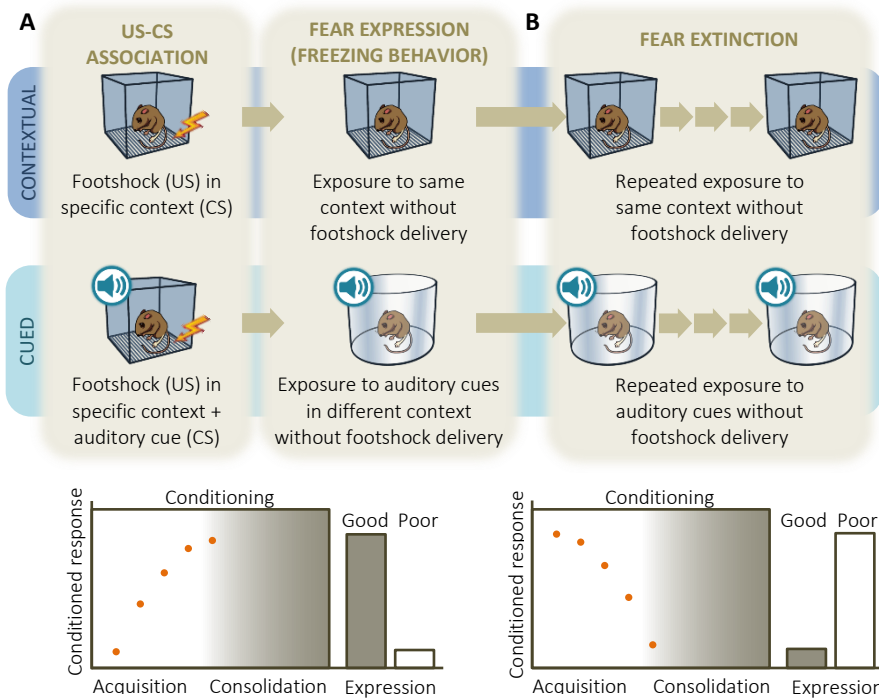 A
US-CS
ASSOCIATION
FEAR EXPRESSION
(FREEZING BEHAVIOR)
B
FEAR EXTINCTION
CONTEXTUAL
Footshock (US) in
specific context (CS)
Exposure to same
context without
footshock delivery
Repeated exposure to
same context without
footshock delivery
CUED
Footshock (US) in
specific context +
auditory cue (CS)
Exposure to auditory cues
in different context
without footshock delivery
Repeated exposure to
auditory cues without
footshock delivery
Conditioned response
Conditioning
Good
Poor
Acquisition
Consolidation
Expression
Conditioned response
Conditioning
Good
Poor
Acquisition
Consolidation
Expression